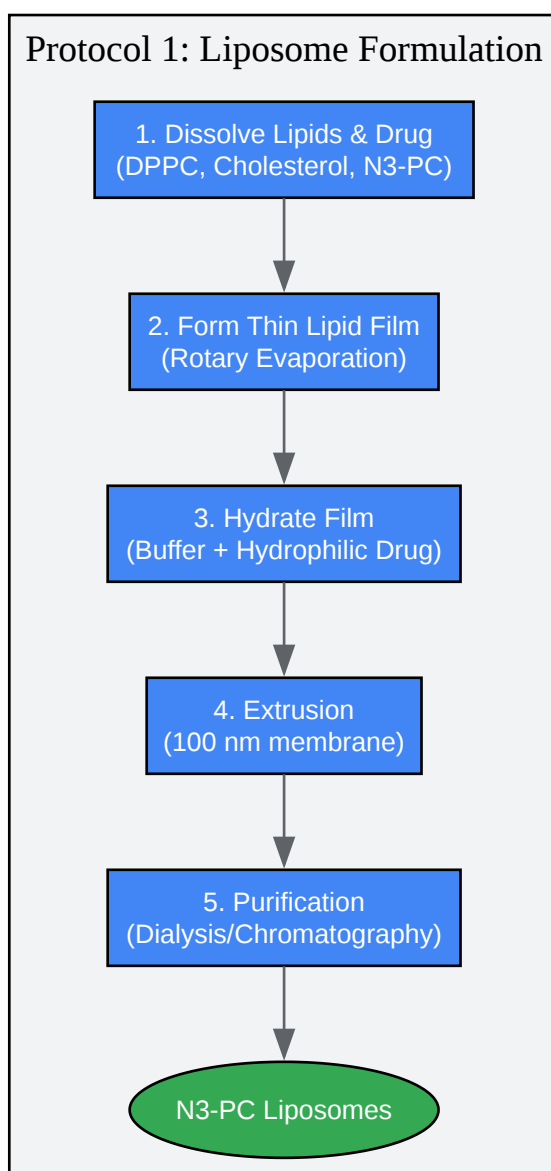 Protocol 1: Liposome Formulation
1. Dissolve Lipids & Drug
(DPPC, Cholesterol, N3-PC)
2. Form Thin Lipid Film
(Rotary Evaporation)
3. Hydrate Film
(Buffer + Hydrophilic Drug)
4. Extrusion
(100 nm membrane)
5. Purification
(Dialysis/Chromatography)
N3-PC Liposomes